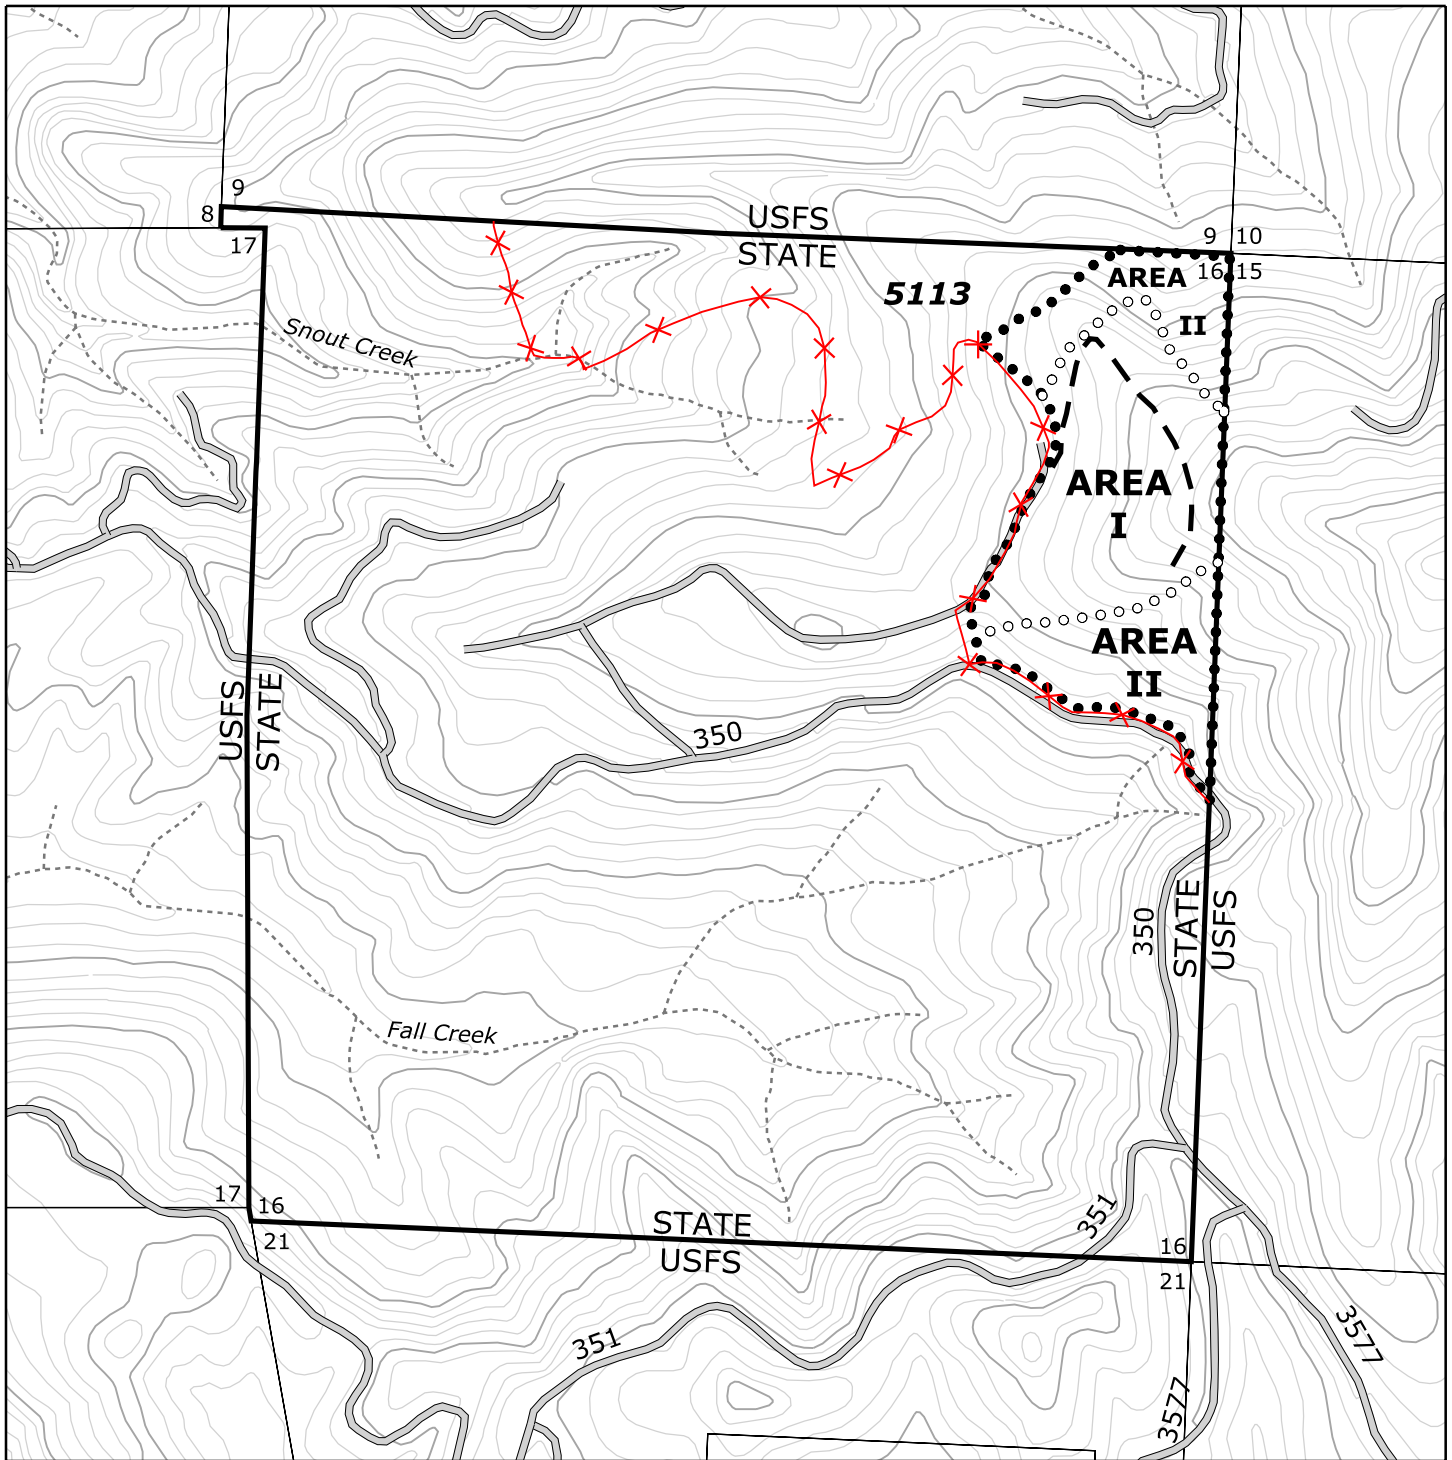 9
8
17
USFS
STATE
9
10
16
15
5113
AREA
II
Snout Creek
AREA
I
AREA
II
USFS
STATE
350
350
STATE
USFS
Fall Creek
17
16
21
STATE
USFS
351
16
21
351
3577
3577